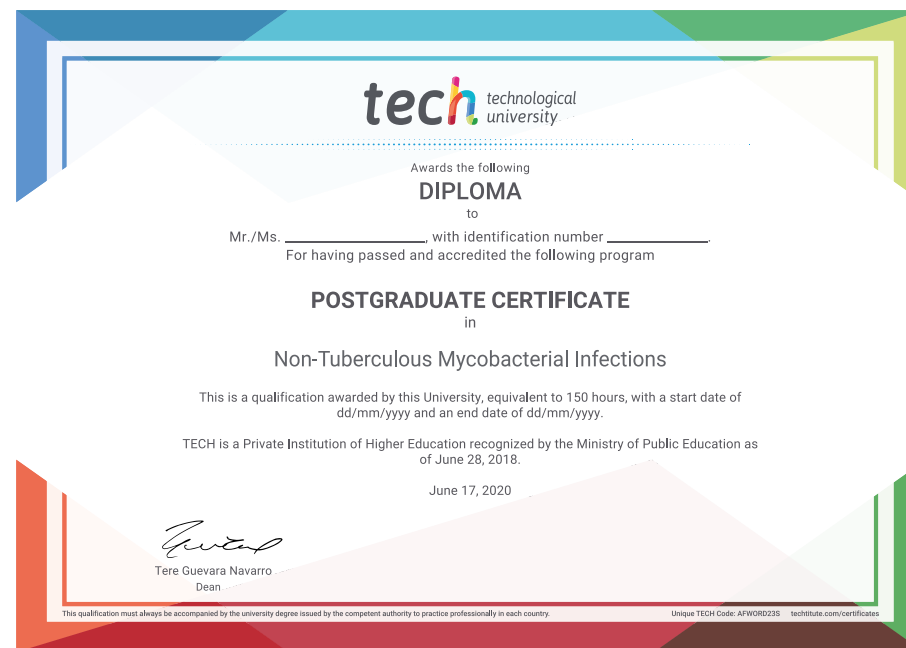 tech technological
university
Awards the following
DIPLOMA
to
Mr./Ms. ____________________, with identification number ______________.
For having passed and accredited the following program
POSTGRADUATE CERTIFICATE
in
Non-Tuberculous Mycobacterial Infections
This is a qualification awarded by this University, equivalent to 150 hours, with a start date of
dd/mm/yyyy and an end date of dd/mm/yyyy.
TECH is a Private Institution of Higher Education recognized by the Ministry of Public Education as
of June 28, 2018.
June 17, 2020
Tere Guevara Navarro
Dean
This qualification must always be accompanied by the university degree issued by the competent authority to practice professionally in each country. Unique TECH Code: AFWORD23S techtitute.com/certificates